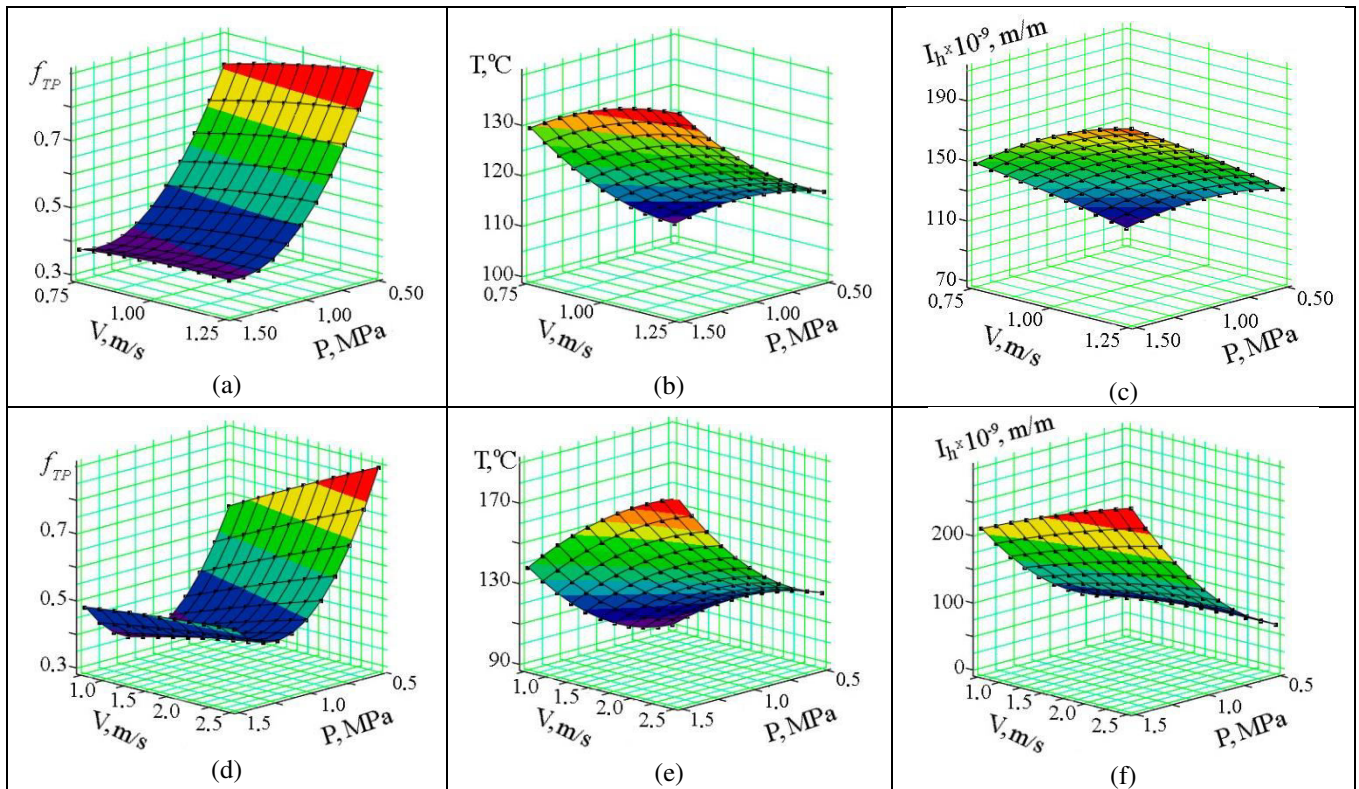 f_TP
0.7
0.5
0.3
0.75
1.00
1.25
V, m/s
1.50
1.00
0.50
P, MPa
(a)
T,ºC
130
120
110
100
0.75
1.00
1.25
V, m/s
1.50
1.00
0.50
P, MPa
(b)
I_h×10^-9, m/m
190
150
110
70
0.75
1.00
1.25
V, m/s
1.50
1.00
0.50
P, MPa
(c)
f_TP
0.7
0.5
0.3
1.0
1.5
2.0
2.5
V, m/s
1.5
1.0
0.5
P, MPa
(d)
T,ºC
170
130
90
1.0
1.5
2.0
2.5
V, m/s
1.5
1.0
0.5
P, MPa
(e)
I_h×10^-9, m/m
200
100
0
1.0
1.5
2.0
2.5
V, m/s
1.5
1.0
0.5
P, MPa
(f)